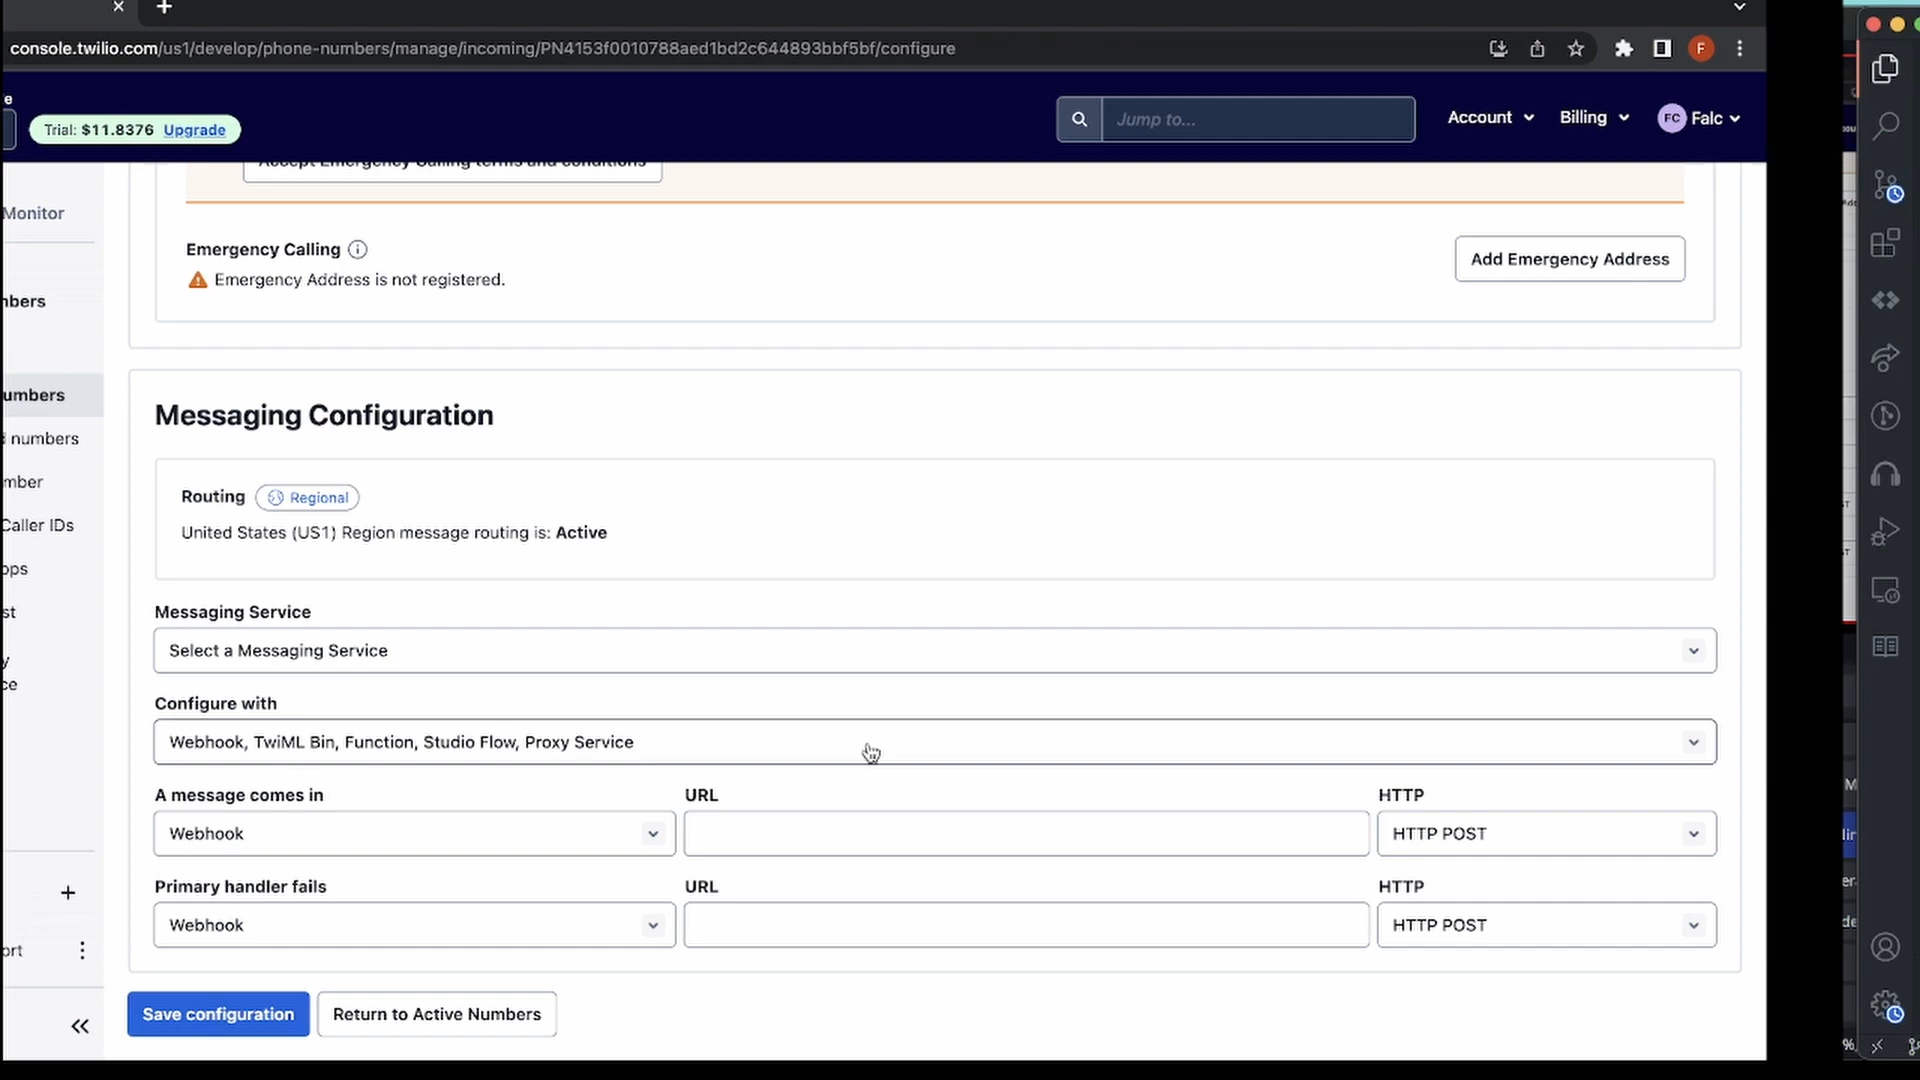 console.twilio.com/us1/develop/phone-numbers/manage/incoming/PN4153f0010788aed1bd2c644893bbf5bf/configure
F
e
Trial: $11.8376 Upgrade
Jump to...
Account
Billing
FC Falc
Accept Emergency Calling terms and conditions
Monitor
Emergency Calling
Add Emergency Address
Emergency Address is not registered.
nbers
umbers
Messaging Configuration
d numbers
mber
Routing Regional
Caller IDs
United States (US1) Region message routing is: Active
ops
st
Messaging Service
Select a Messaging Service
y
ce
Configure with
Webhook, TwiML Bin, Function, Studio Flow, Proxy Service
A message comes in URL HTTP
Webhook HTTP POST
Primary handler fails URL HTTP
Webhook HTTP POST
ort
Save configuration Return to Active Numbers